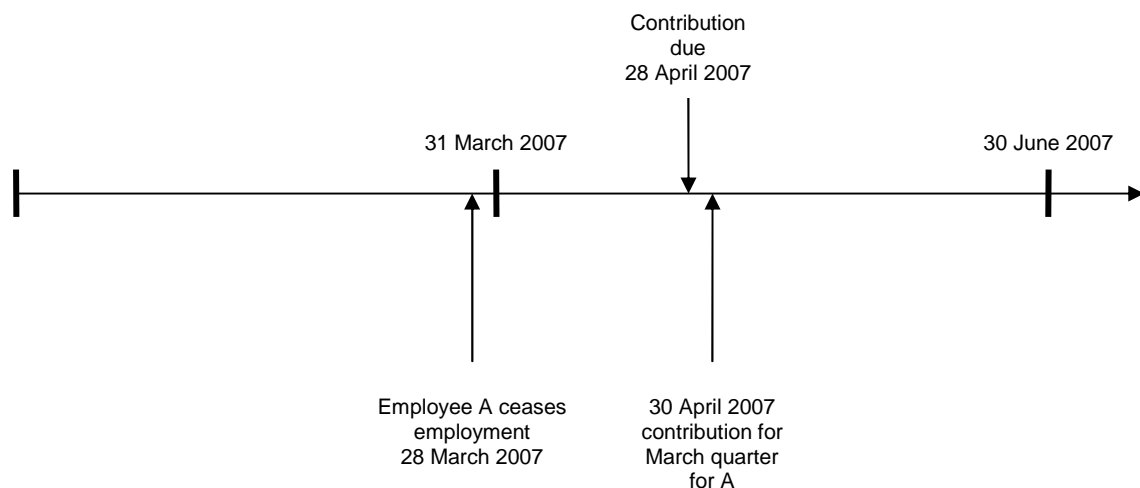 Contribution
due
28 April 2007
31 March 2007
30 June 2007
Employee A ceases
employment
28 March 2007
30 April 2007
contribution for
March quarter
for A